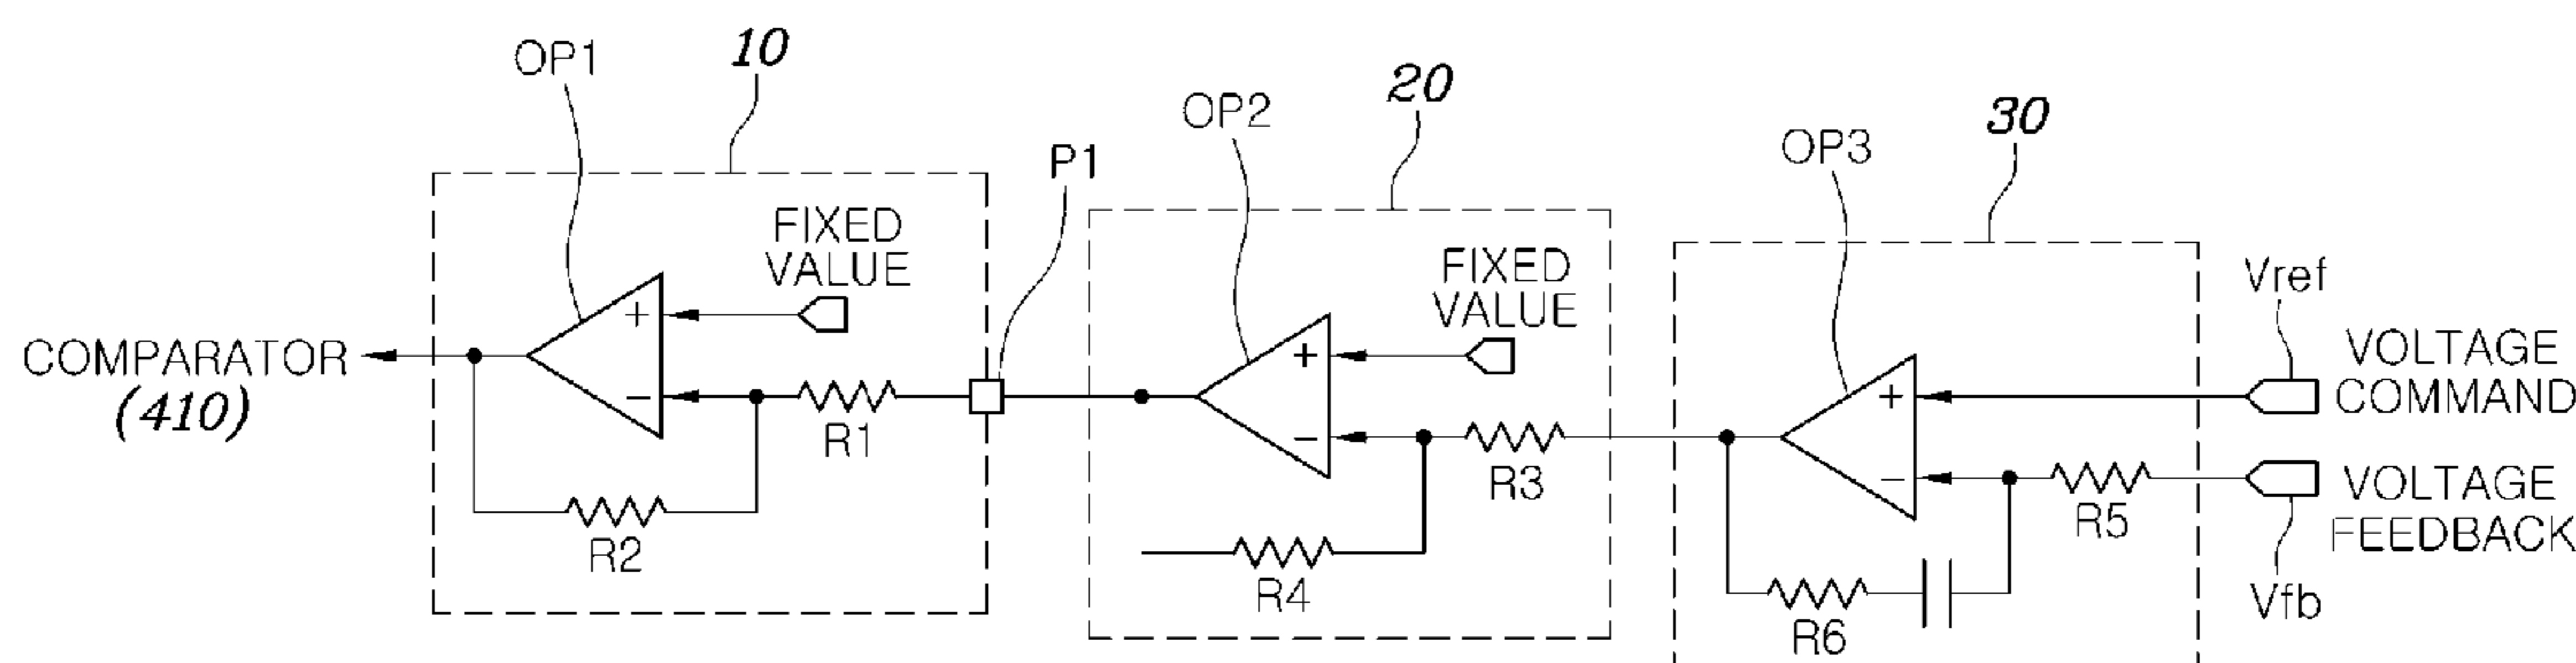 OP1
10
FIXED
VALUE
+
−
R1
R2
COMPARATOR
(410)
P1
OP2
20
FIXED
VALUE
+
−
R3
R4
OP3
30
+
−
R5
R6
Vref
VOLTAGE
COMMAND
VOLTAGE
FEEDBACK
Vfb